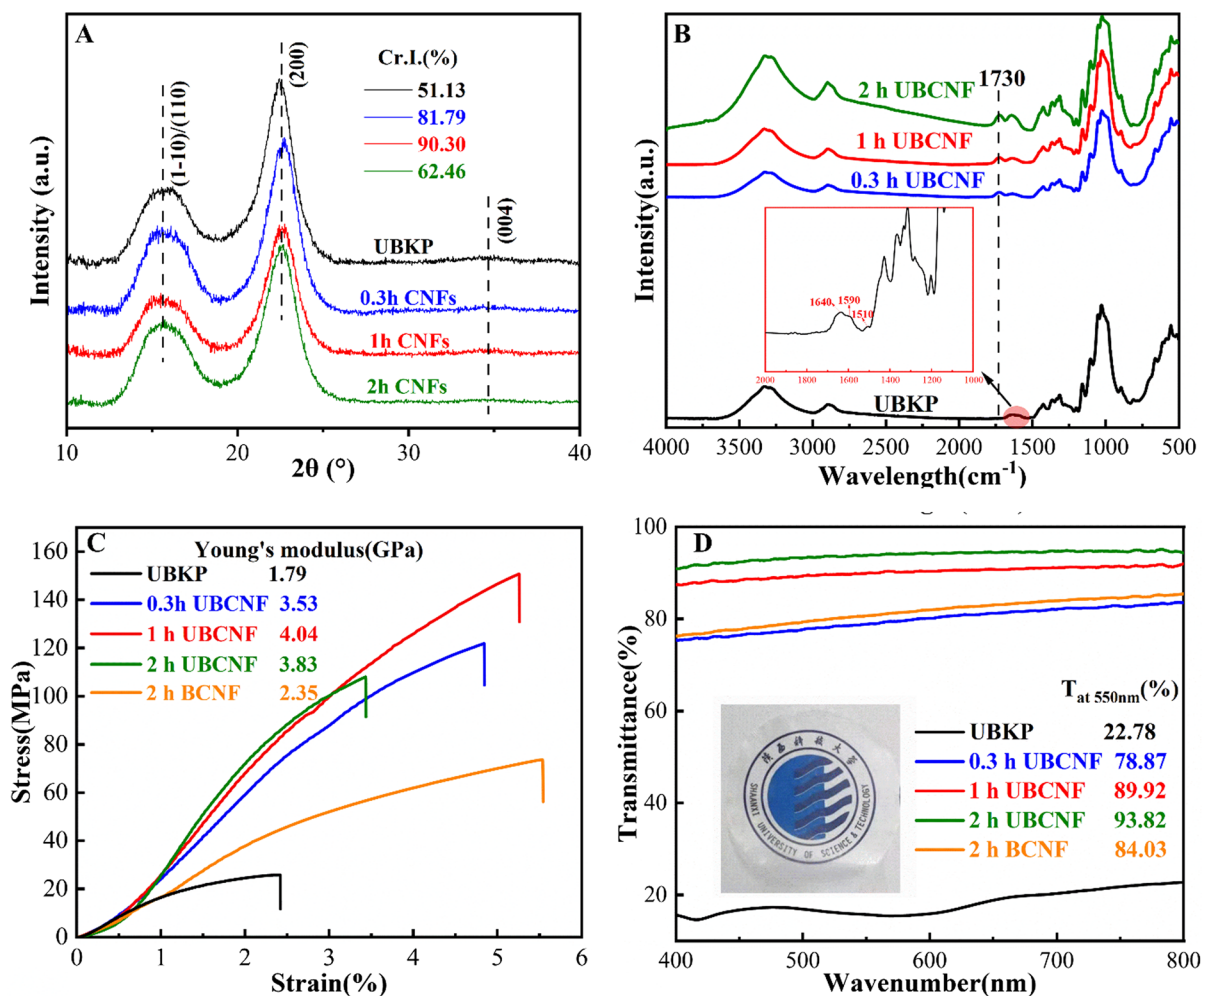 A
Cr.I.(%)
51.13
81.79
90.30
62.46
(1-10)/(110)
(200)
(004)
UBKP
0.3h CNFs
1h CNFs
2h CNFs
Intensity (a.u.)
10 20 30 40
2θ (°)
B
1730
2 h UBCNF
1 h UBCNF
0.3 h UBCNF
1640、1590
1510
2000 1800 1600 1400 1200 1000
UBKP
Intensity(a.u.)
4000 3500 3000 2500 2000 1500 1000 500
Wavelength(cm⁻¹)
C
Young's modulus(GPa)
UBKP 1.79
0.3h UBCNF 3.53
1 h UBCNF 4.04
2 h UBCNF 3.83
2 h BCNF 2.35
160
140
120
100
80
60
40
20
0
Stress(MPa)
0 1 2 3 4 5 6
Strain(%)
D
T at 550nm(%)
UBKP 22.78
0.3 h UBCNF 78.87
1 h UBCNF 89.92
2 h UBCNF 93.82
2 h BCNF 84.03
陕西科技大学
SHAANXI UNIVERSITY OF SCIENCE & TECHNOLOGY
100
80
60
40
20
Transmittance(%)
400 500 600 700 800
Wavenumber(nm)